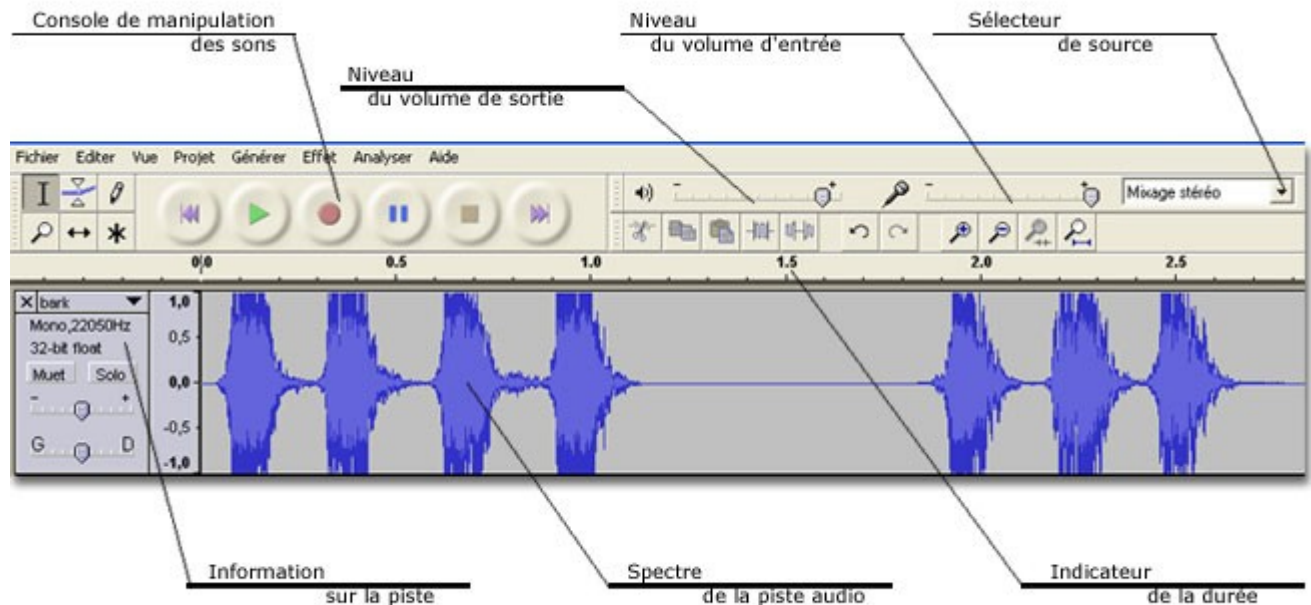 Console de manipulation
des sons
Niveau
du volume de sortie
Niveau
du volume d'entrée
Sélecteur
de source
Fichier Editer Vue Projet Générer Effet Analyser Aide
- +
- +
Mixage stéréo
0,0 0.5 1.0 1.5 2.0 2.5
X bark
Mono,22050Hz
32-bit float
Muet Solo
- +
G D
1,0
0,5
0,0
-0,5
-1,0
Information
sur la piste
Spectre
de la piste audio
Indicateur
de la durée